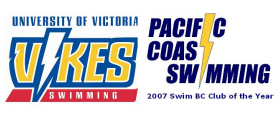 UNIVERSITY OF VICTORIA
VIKES
SWIMMING
PACIFIC
COAST
SWIMMING
2007 Swim BC Club of the Year